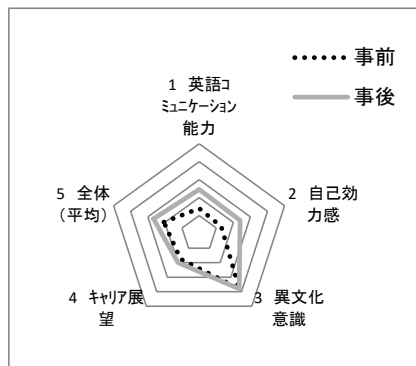 事前
事後
1 英語コ
ミュニケーション
能力
2 自己効
力感
3 異文化
意識
4 キャリア展
望
5 全体
(平均)